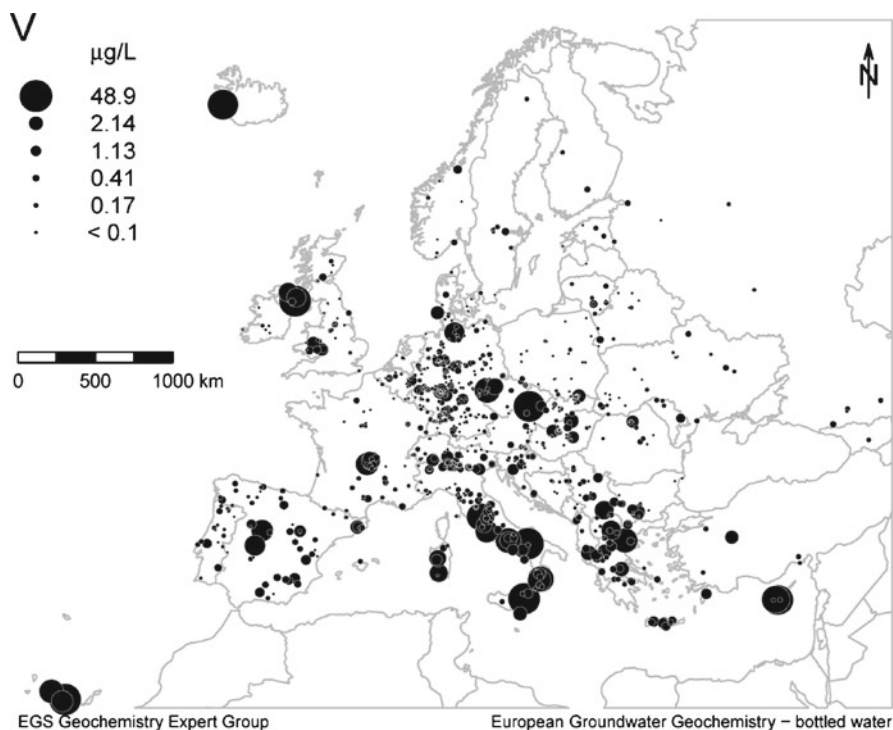 V
µg/L
48.9
2.14
1.13
0.41
0.17
< 0.1
N
0 500 1000 km
EGS Geochemistry Expert Group
European Groundwater Geochemistry − bottled water